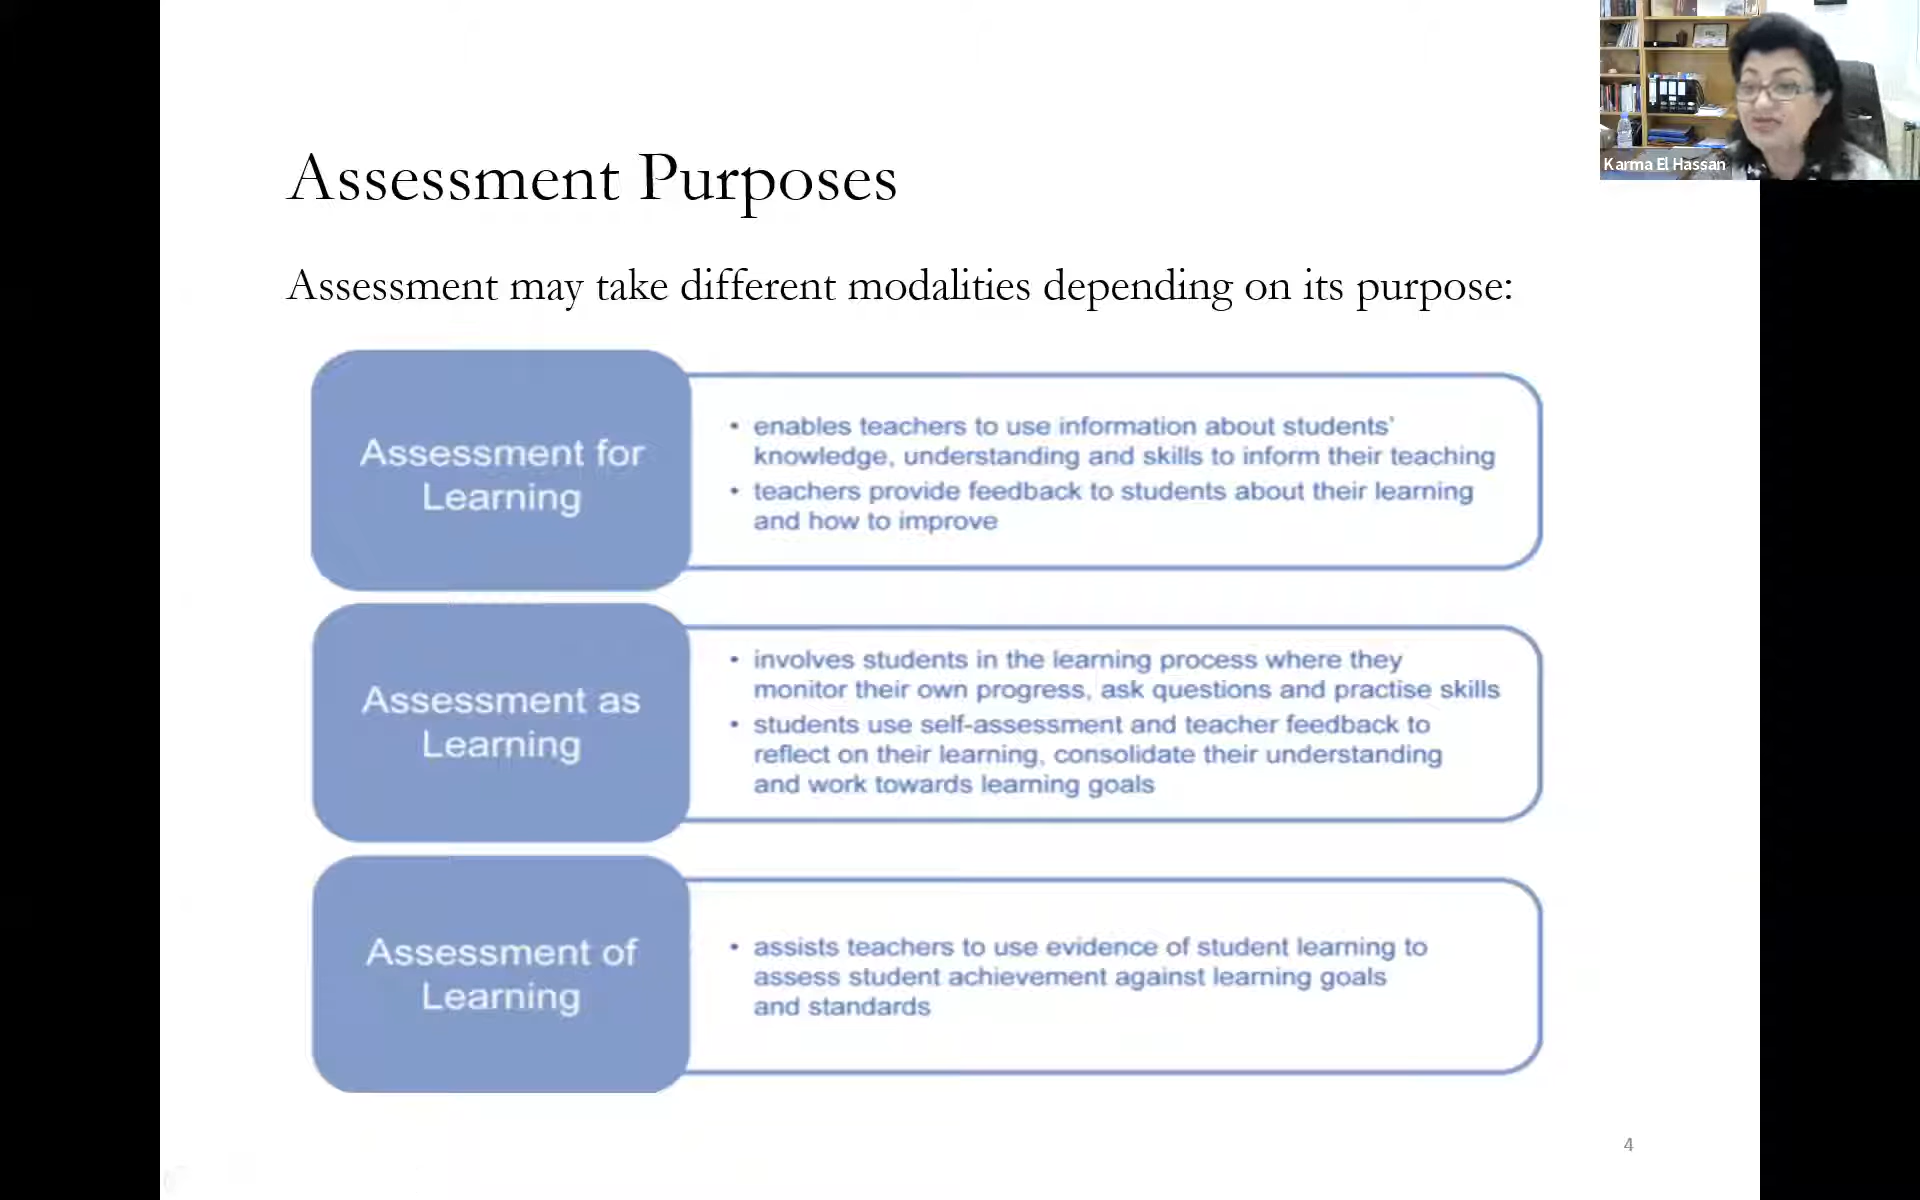 Karma El Hassan
Assessment Purposes
Assessment may take different modalities depending on its purpose:
Assessment for
Learning
• enables teachers to use information about students'
knowledge, understanding and skills to inform their teaching
• teachers provide feedback to students about their learning
and how to improve
Assessment as
Learning
• involves students in the learning process where they
monitor their own progress, ask questions and practise skills
• students use self-assessment and teacher feedback to
reflect on their learning, consolidate their understanding
and work towards learning goals
Assessment of
Learning
• assists teachers to use evidence of student learning to
assess student achievement against learning goals
and standards
4